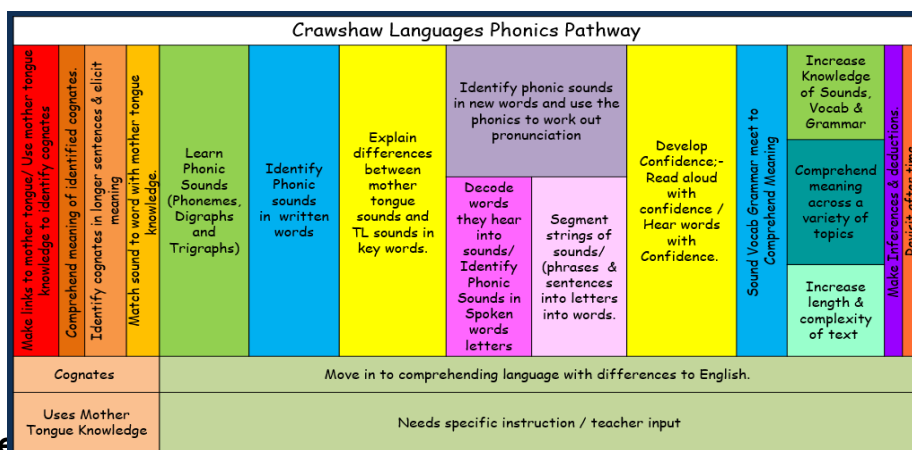 Crawshaw Languages Phonics Pathway
Make links to mother tongue/ Use mother tongue
knowledge to identify cognates
Comprehend meaning of identified cognates.
Identify cognates in longer sentences & elicit
meaning
Match sound to word with mother tongue
knowledge.
Learn
Phonic
Sounds
(Phonemes,
Digraphs
and
Trigraphs)
Identify
Phonic
sounds
in written
words
Explain
differences
between
mother
tongue
sounds and
TL sounds in
key words.
Identify phonic sounds
in new words and use the
phonics to work out
pronunciation
Decode
words
they hear
into
sounds/
Identify
Phonic
Sounds in
Spoken
words
letters
Segment
strings of
sounds/
(phrases &
sentences
into letters
into words.
Develop
Confidence;-
Read aloud
with
confidence /
Hear words
with
Confidence.
Sound Vocab Grammar meet to
Comprehend Meaning
Increase
Knowledge
of Sounds,
Vocab &
Grammar
Comprehend
meaning
across a
variety of
topics
Increase
length &
complexity
of text
Make Inferences & deductions.
Cognates
Move in to comprehending language with differences to English.
Uses Mother
Tongue Knowledge
Needs specific instruction / teacher input